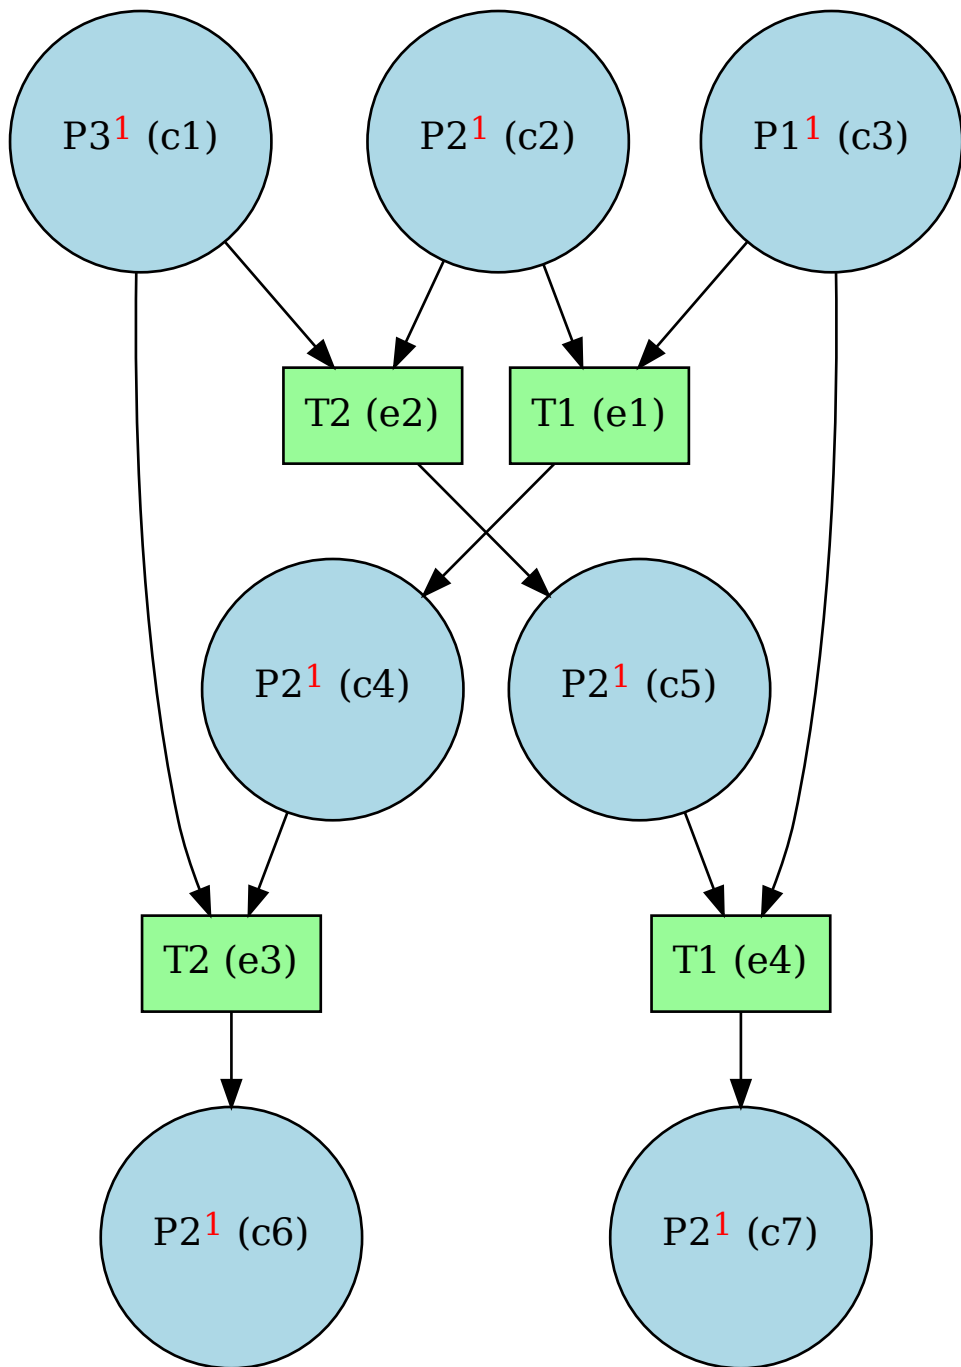 P3¹ (c1)
P2¹ (c2)
P1¹ (c3)
T2 (e2)
T1 (e1)
P2¹ (c4)
P2¹ (c5)
T2 (e3)
T1 (e4)
P2¹ (c6)
P2¹ (c7)